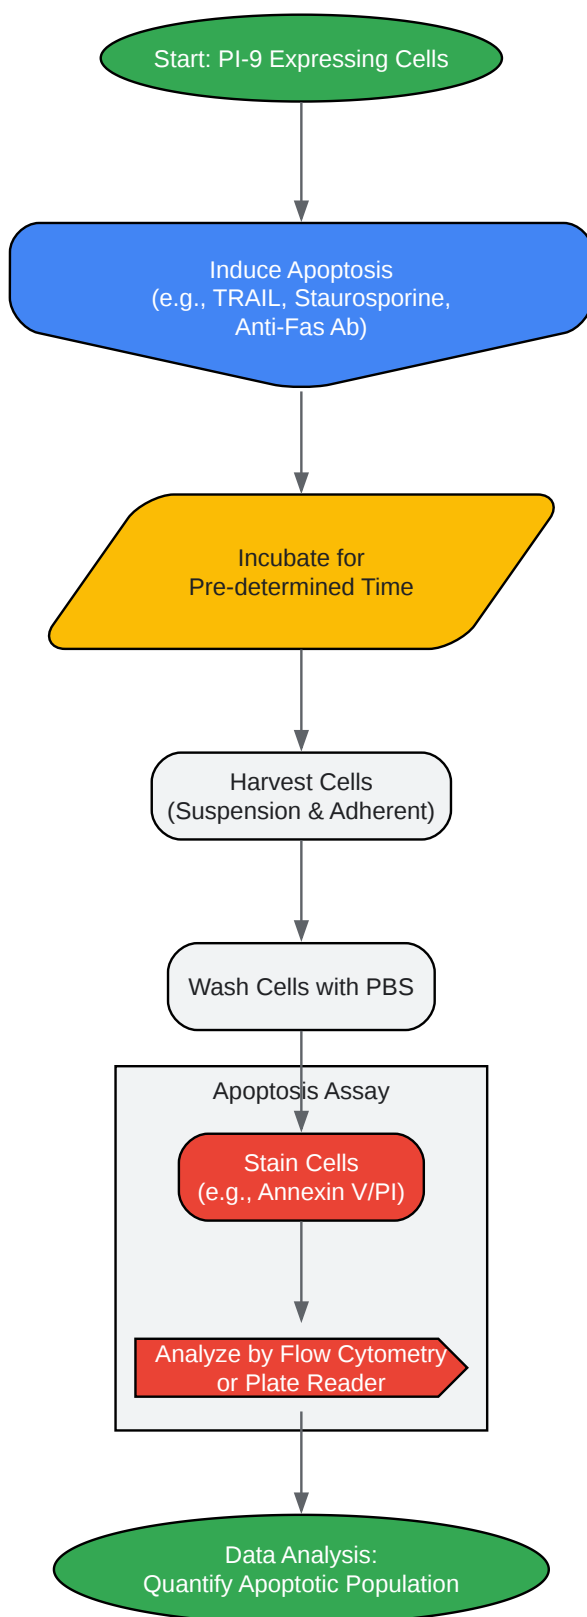 Start: PI-9 Expressing Cells
Induce Apoptosis
(e.g., TRAIL, Staurosporine,
Anti-Fas Ab)
Incubate for
Pre-determined Time
Harvest Cells
(Suspension & Adherent)
Wash Cells with PBS
Apoptosis Assay
Stain Cells
(e.g., Annexin V/PI)
Analyze by Flow Cytometry
or Plate Reader
Data Analysis:
Quantify Apoptotic Population